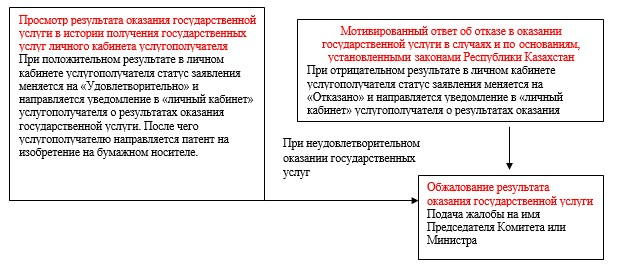 Просмотр результата оказания государственной
услуги в истории получения государственных
услуг личного кабинета услугополучателя
При положительном результате в личном
кабинете услугополучателя статус заявления
меняется на «Удовлетворительно» и
направляется уведомление в «личный кабинет»
услугополучателя о результатах оказания
государственной услуги. После чего
услугополучателю направляется патент на
изобретение на бумажном носителе.
Мотивированный ответ об отказе в оказании
государственной услуги в случаях и по основаниям,
установленными законами Республики Казахстан
При отрицательном результате в личном кабинете
услугополучателя статус заявления меняется на
«Отказано» и направляется уведомление в «личный
кабинет» услугополучателя о результатах оказания
При неудовлетворительном
оказании государственных
услуг
Обжалование результата
оказания государственной услуги
Подача жалобы на имя
Председателя Комитета или
Министра